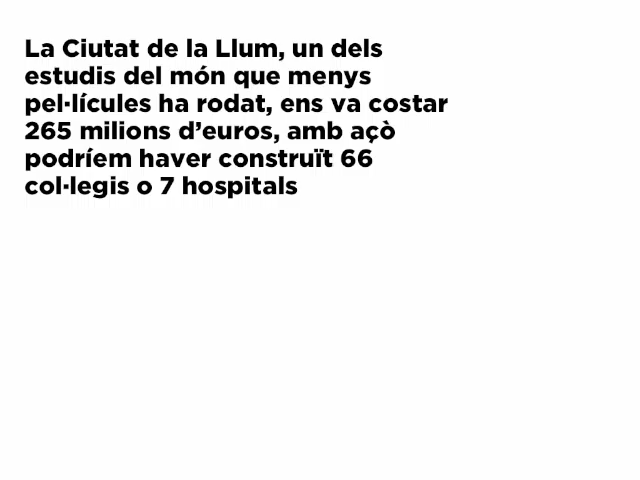 La Ciutat de la Llum, un dels
estudis del món que menys
pel·lícules ha rodat, ens va costar
265 milions d’euros, amb açò
podríem haver construït 66
col·legis o 7 hospitals